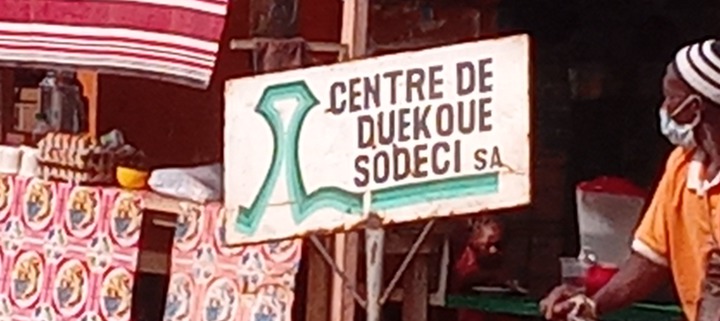 CENTRE DE
DUEKOUE
SODECI SA